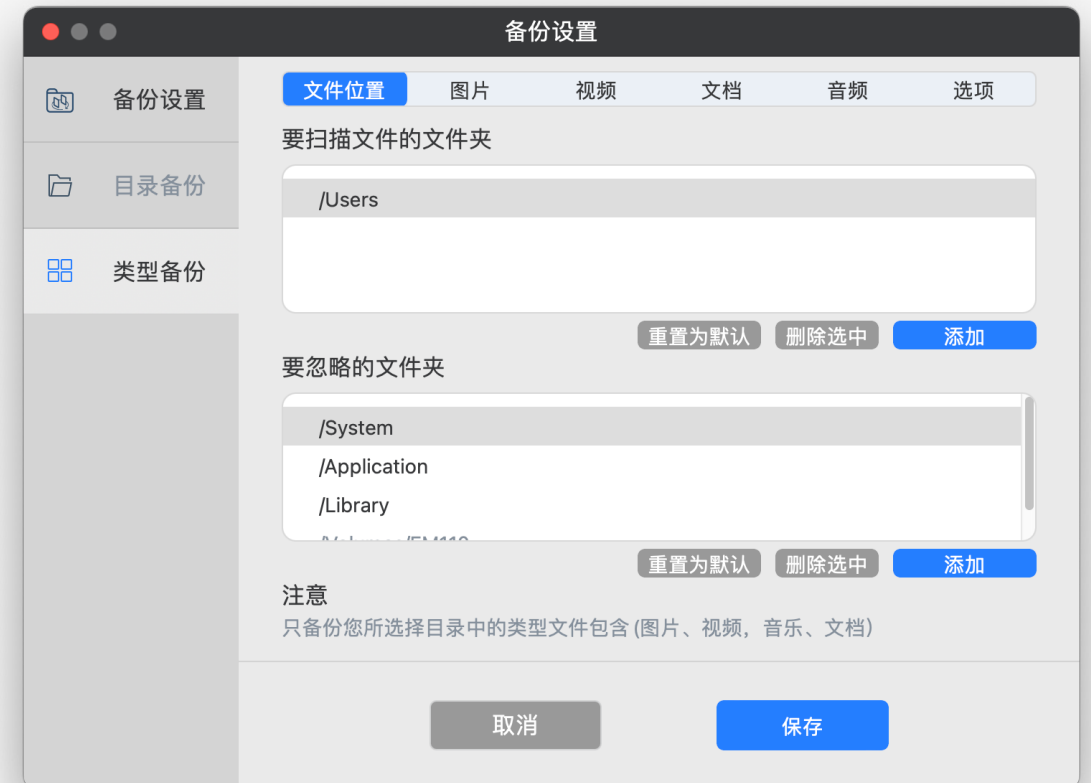 备份设置
备份设置
目录备份
类型备份
文件位置 图片 视频 文档 音频 选项
要扫描文件的文件夹
/Users
重置为默认 删除选中 添加
要忽略的文件夹
/System
/Application
/Library
重置为默认 删除选中 添加
注意
只备份您所选择目录中的类型文件包含(图片、视频，音乐、文档)
取消 保存